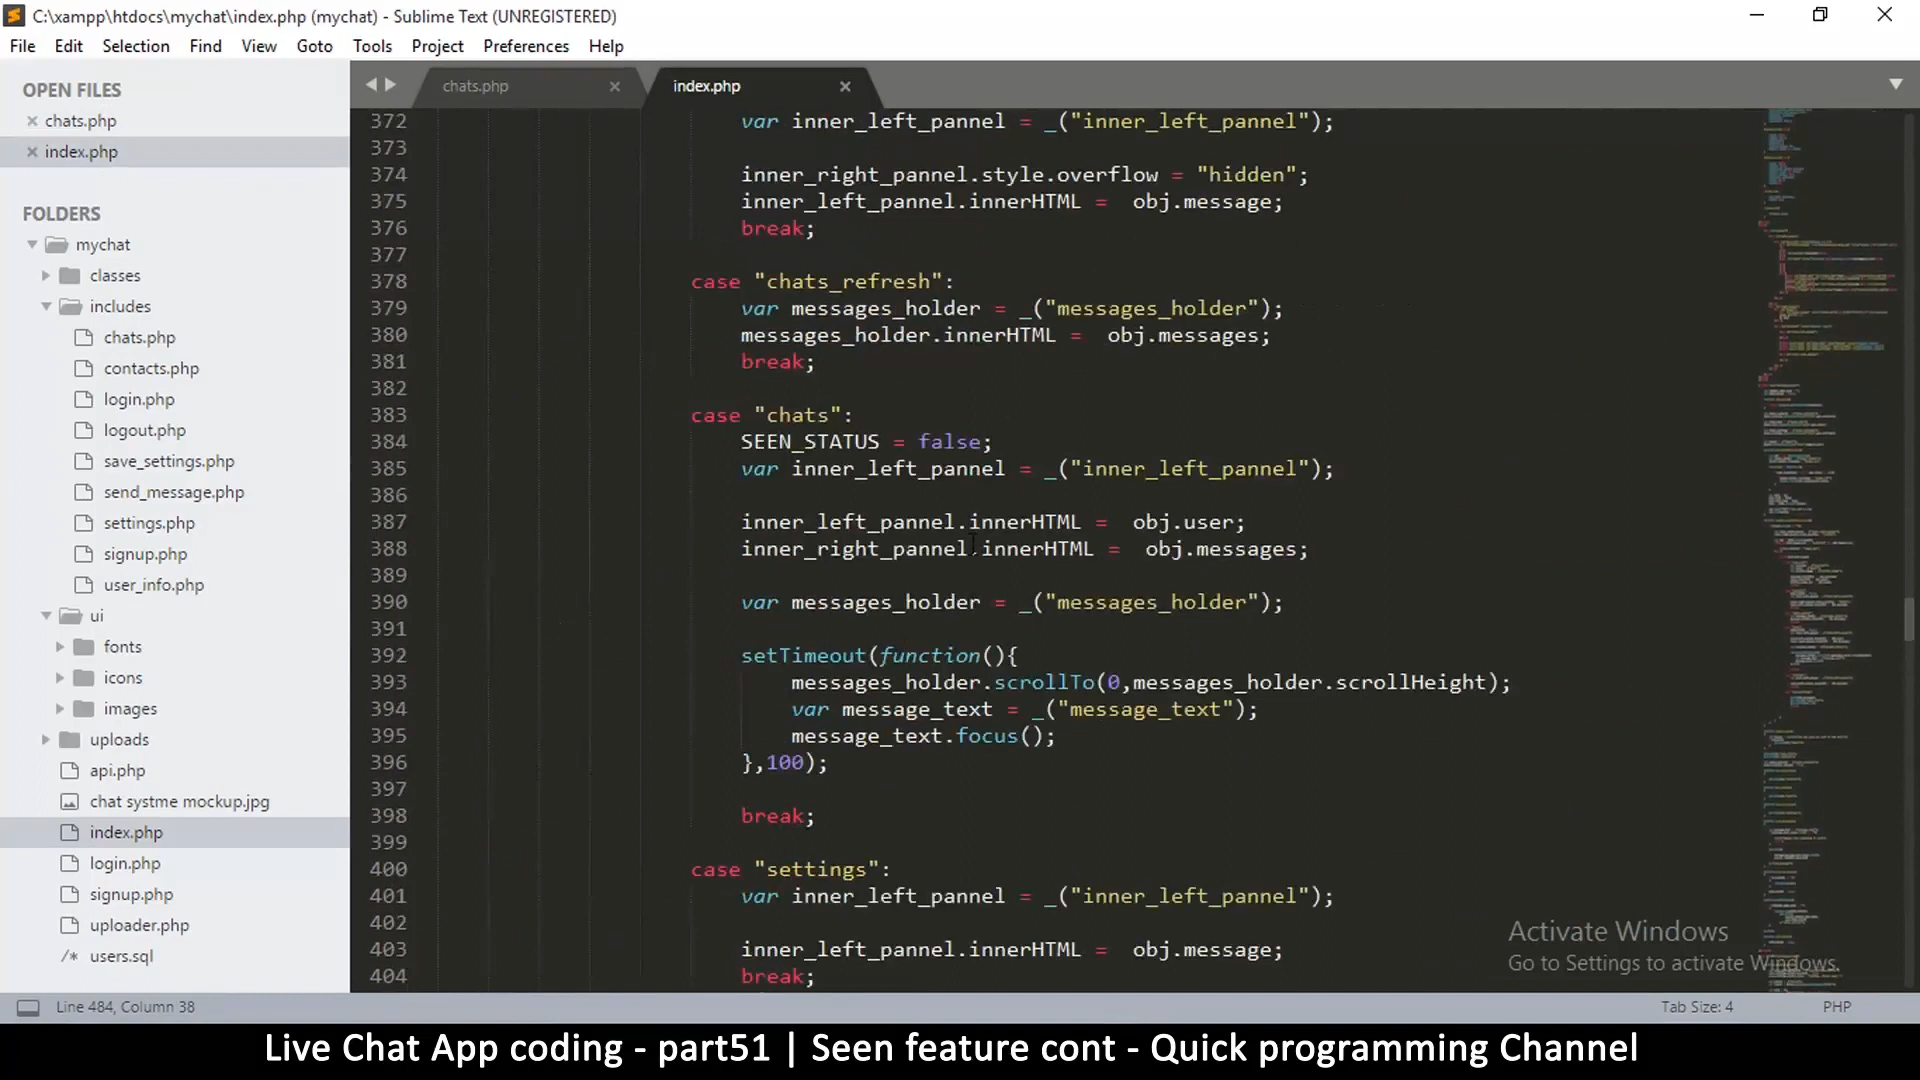 C:\xampp\htdocs\mychat\index.php (mychat) - Sublime Text (UNREGISTERED)
File Edit Selection Find View Goto Tools Project Preferences Help
OPEN FILES
chats.php
index.php
FOLDERS
mychat
classes
includes
chats.php
contacts.php
login.php
logout.php
save_settings.php
send_message.php
settings.php
signup.php
user_info.php
ui
fonts
icons
images
uploads
api.php
chat systme mockup.jpg
index.php
login.php
signup.php
uploader.php
/* users.sql
chats.php index.php
372 var inner_left_pannel = _("inner_left_pannel");
373
374 inner_right_pannel.style.overflow = "hidden";
375 inner_left_pannel.innerHTML = obj.message;
376 break;
377
378 case "chats_refresh":
379 var messages_holder = _("messages_holder");
380 messages_holder.innerHTML = obj.messages;
381 break;
382
383 case "chats":
384 SEEN_STATUS = false;
385 var inner_left_pannel = _("inner_left_pannel");
386
387 inner_left_pannel.innerHTML = obj.user;
388 inner_right_pannel.innerHTML = obj.messages;
389
390 var messages_holder = _("messages_holder");
391
392 setTimeout(function(){
393 messages_holder.scrollTo(0,messages_holder.scrollHeight);
394 var message_text = _("message_text");
395 message_text.focus();
396 },100);
397
398 break;
399
400 case "settings":
401 var inner_left_pannel = _("inner_left_pannel");
402
403 inner_left_pannel.innerHTML = obj.message;
404 break;
Activate Windows
Go to Settings to activate Windows.
Line 484, Column 38 Tab Size: 4 PHP
Live Chat App coding - part51 | Seen feature cont - Quick programming Channel